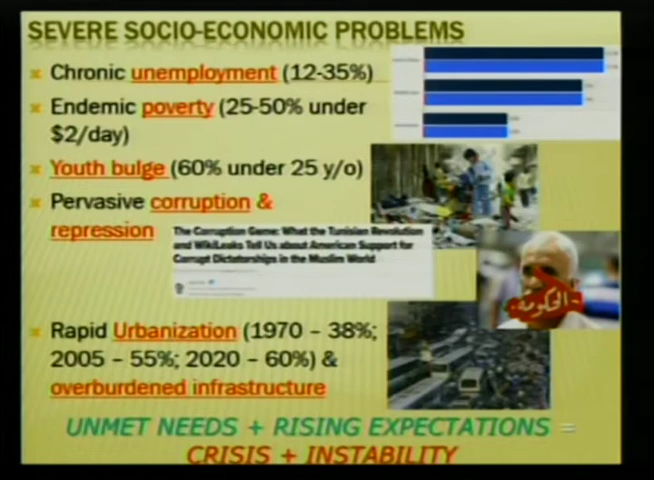 SEVERE SOCIO-ECONOMIC PROBLEMS
Chronic unemployment (12-35%)
Endemic poverty (25-50% under
$2/day)
Youth bulge (60% under 25 y/o)
Pervasive corruption &
repression
The Corruption Game: What the Tunisian Revolution
and WikiLeaks Tell Us about American Support for
Corrupt Dictatorships in the Muslim World
الحكومة
Rapid Urbanization (1970 – 38%;
2005 – 55%; 2020 – 60%) &
overburdened infrastructure
UNMET NEEDS + RISING EXPECTATIONS =
CRISIS + INSTABILITY